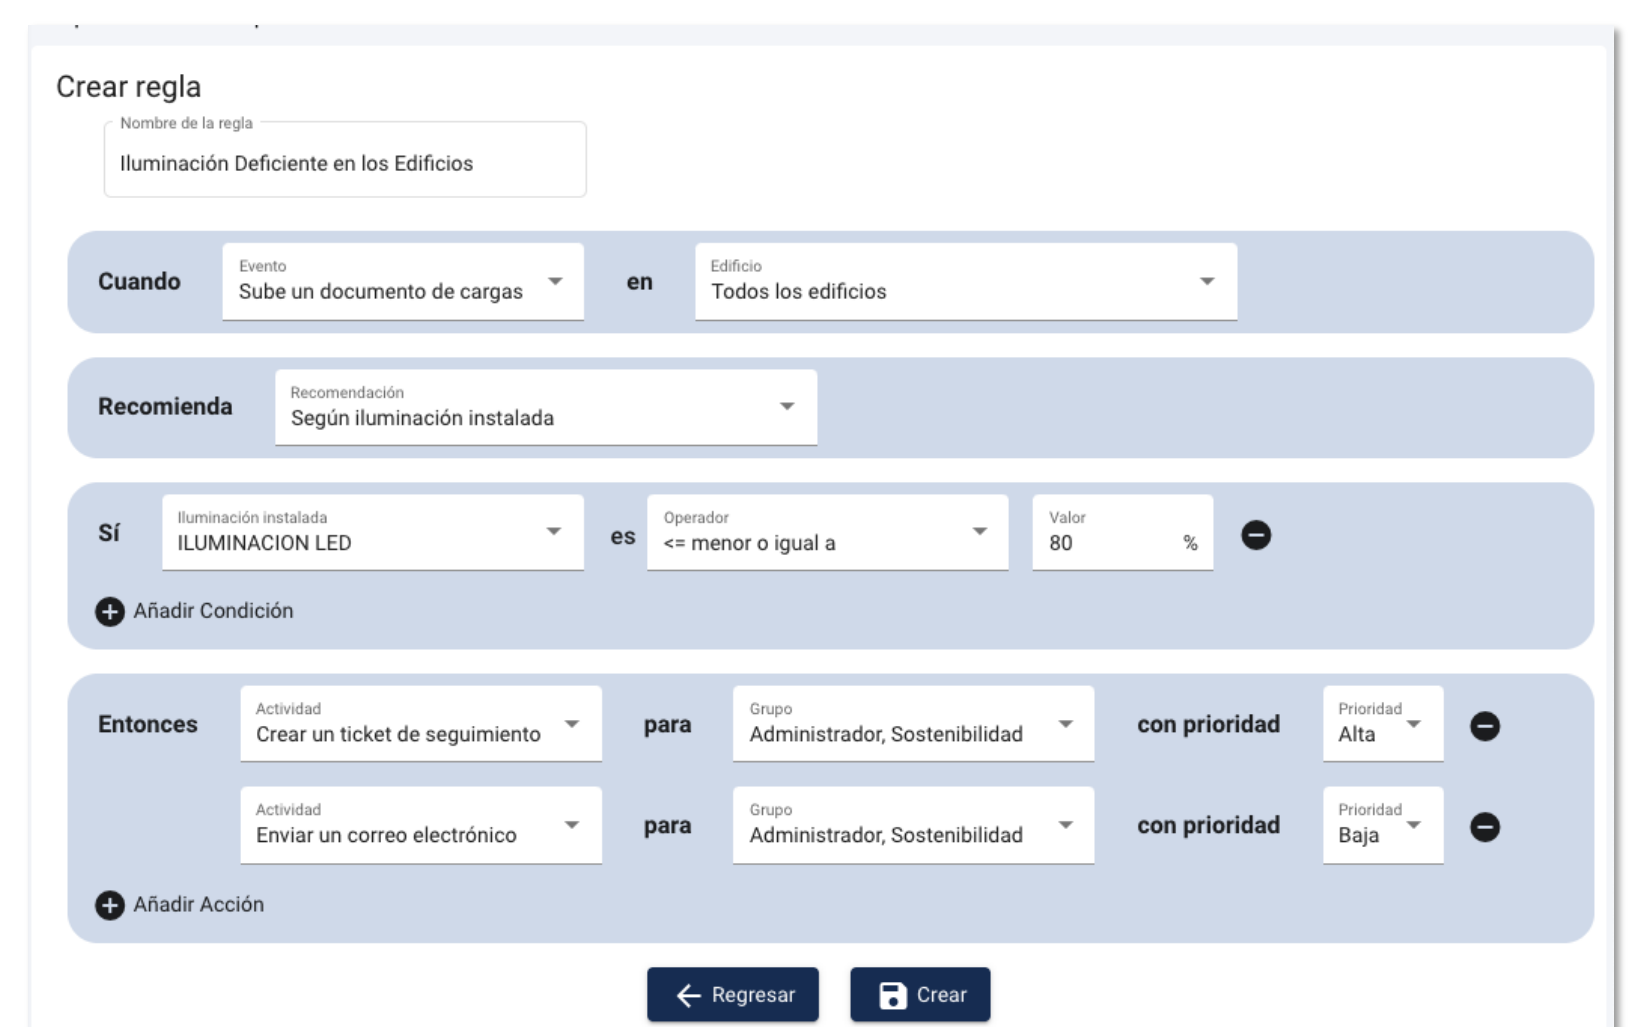 Crear regla
Nombre de la regla
Iluminación Deficiente en los Edificios
Cuando
Evento
Sube un documento de cargas
en
Edificio
Todos los edificios
Recomienda
Recomendación
Según iluminación instalada
Sí
Iluminación instalada
ILUMINACION LED
es
Operador
<= menor o igual a
Valor
80 %
Añadir Condición
Entonces
Actividad
Crear un ticket de seguimiento
para
Grupo
Administrador, Sostenibilidad
con prioridad
Prioridad
Alta
Actividad
Enviar un correo electrónico
para
Grupo
Administrador, Sostenibilidad
con prioridad
Prioridad
Baja
Añadir Acción
Regresar
Crear